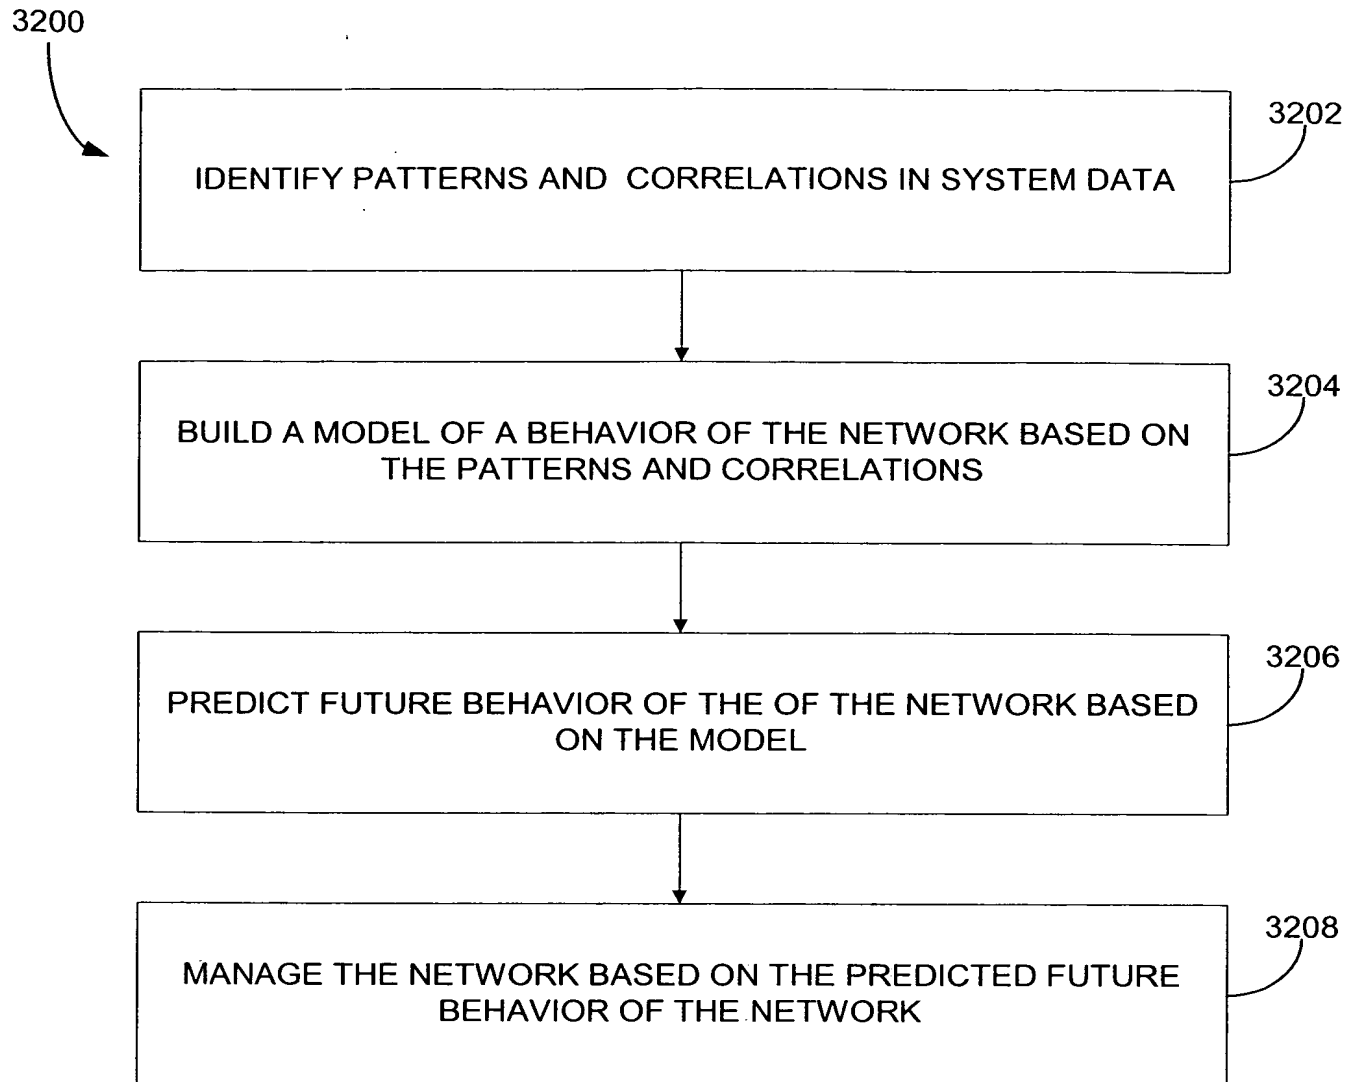 3200
3202
IDENTIFY PATTERNS AND CORRELATIONS IN SYSTEM DATA
3204
BUILD A MODEL OF A BEHAVIOR OF THE NETWORK BASED ON
THE PATTERNS AND CORRELATIONS
3206
PREDICT FUTURE BEHAVIOR OF THE OF THE NETWORK BASED
ON THE MODEL
3208
MANAGE THE NETWORK BASED ON THE PREDICTED FUTURE
BEHAVIOR OF THE NETWORK